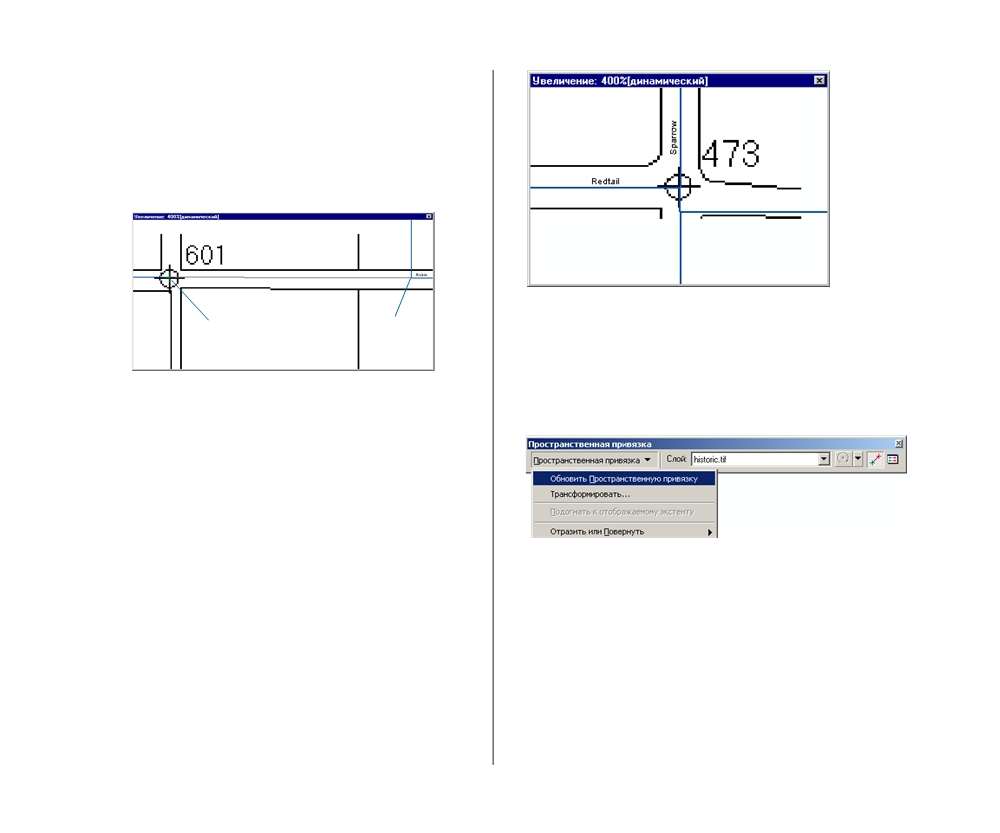 Увеличение: 400%[динамический]
601
Robin
Увеличение: 400%[динамический]
Sparrow
473
Redtail
Пространственная привязка
Пространственная привязка Слой: historic.tif
Обновить Пространственную привязку
Трансформировать...
Подогнать к отображаемому экстенту
Отразить или Повернуть